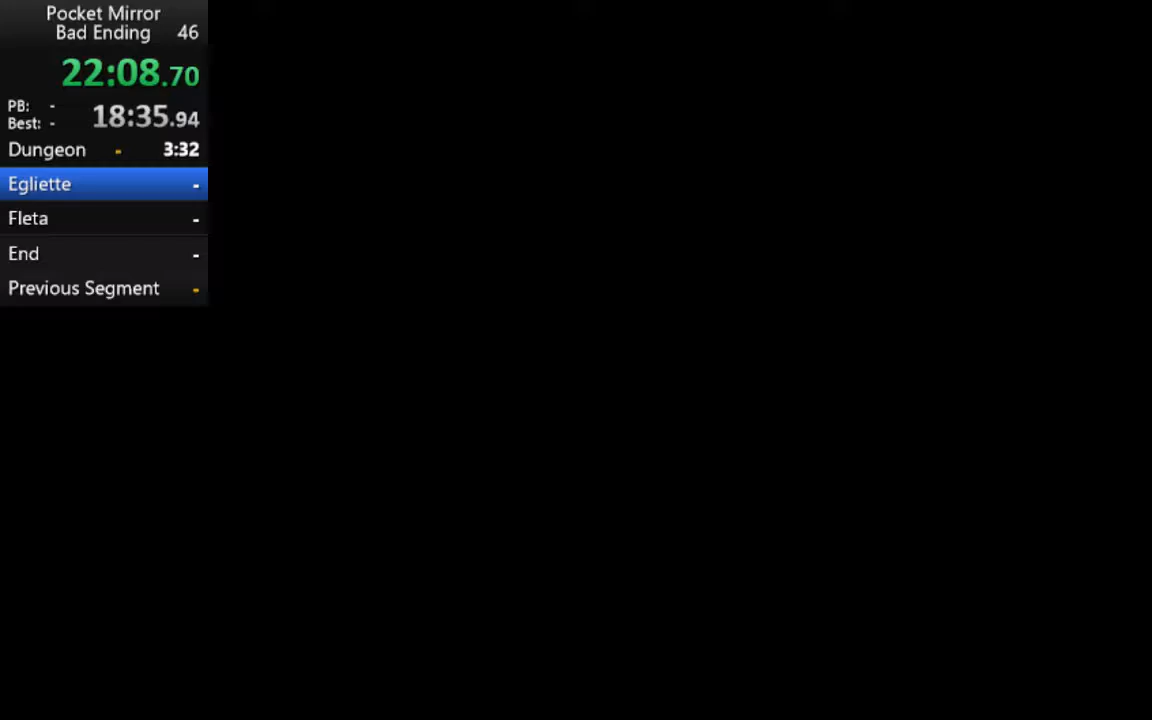 Pocket Mirror
Bad Ending 46
22:08.70
PB: -
Best: - 18:35.94
Dungeon - 3:32
Egliette -
Fleta -
End -
Previous Segment -